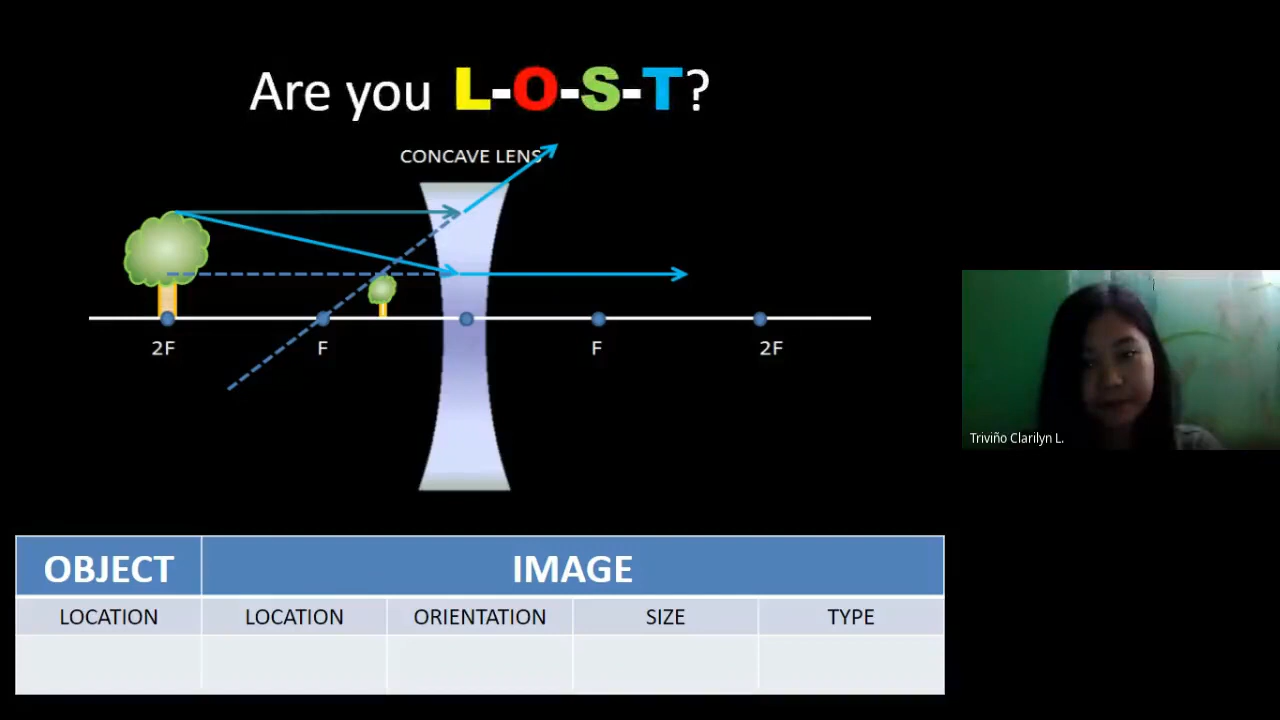 Are you L-O-S-T?
CONCAVE LENS
2F F F 2F
Triviño Clarilyn L.
OBJECT IMAGE
LOCATION LOCATION ORIENTATION SIZE TYPE